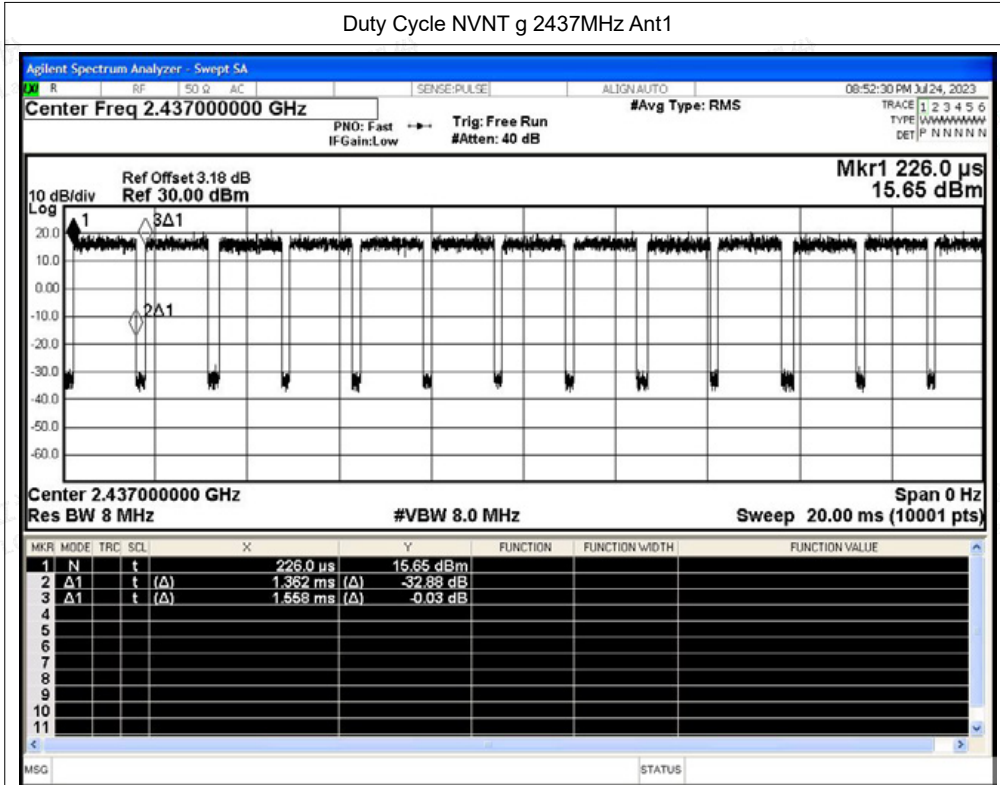 Duty Cycle NVNT g 2437MHz Ant1
Agilent Spectrum Analyzer - Swept SA
R RF 50 Ω AC SENSE:PULSE ALIGN AUTO 08:52:30 PM Jul 24, 2023
Center Freq 2.437000000 GHz #Avg Type: RMS TRACE 1 2 3 4 5 6
PNO: Fast Trig: Free Run TYPE WWWWWW
IFGain:Low #Atten: 40 dB DET P N N N N N
Mkr1 226.0 µs
Ref Offset 3.18 dB
10 dB/div Ref 30.00 dBm 15.65 dBm
Log
1 3Δ1
20.0
10.0
0.00
-10.0 2Δ1
-20.0
-30.0
-40.0
-50.0
-60.0
Center 2.437000000 GHz Span 0 Hz
Res BW 8 MHz #VBW 8.0 MHz Sweep 20.00 ms (10001 pts)
MKR MODE TRC SCL X Y FUNCTION FUNCTION WIDTH FUNCTION VALUE
1 N t 226.0 µs 15.65 dBm
2 Δ1 t (Δ) 1.362 ms (Δ) -32.88 dB
3 Δ1 t (Δ) 1.558 ms (Δ) -0.03 dB
4
5
6
7
8
9
10
11
MSG STATUS